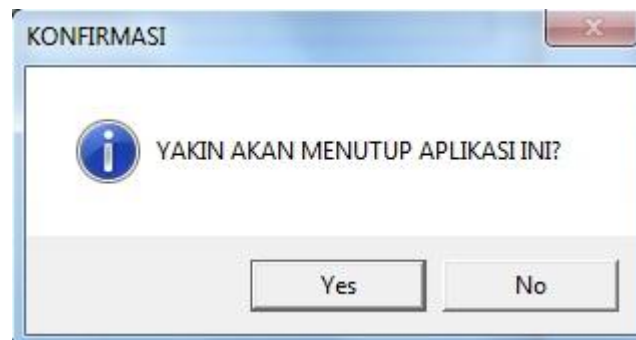 KONFIRMASI
YAKIN AKAN MENUTUP APLIKASI INI?
Yes
No